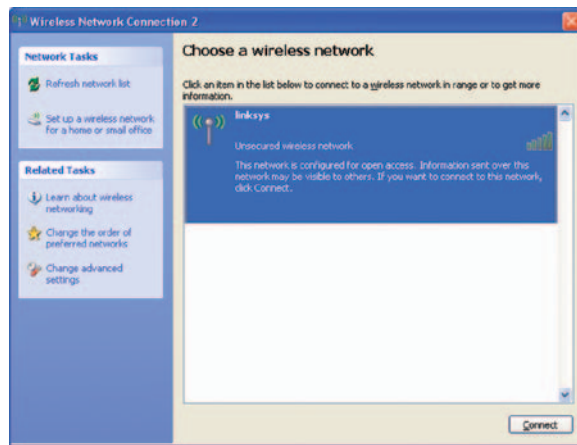 Wireless Network Connection 2
Network Tasks
Refresh network list
Set up a wireless network
for a home or small office
Related Tasks
Learn about wireless
networking
Change the order of
preferred networks
Change advanced
settings
Choose a wireless network
Click an item in the list below to connect to a wireless network in range or to get more
information.
linksys
Unsecured wireless network
This network is configured for open access. Information sent over this
network may be visible to others. If you want to connect to this network,
click Connect.
Connect